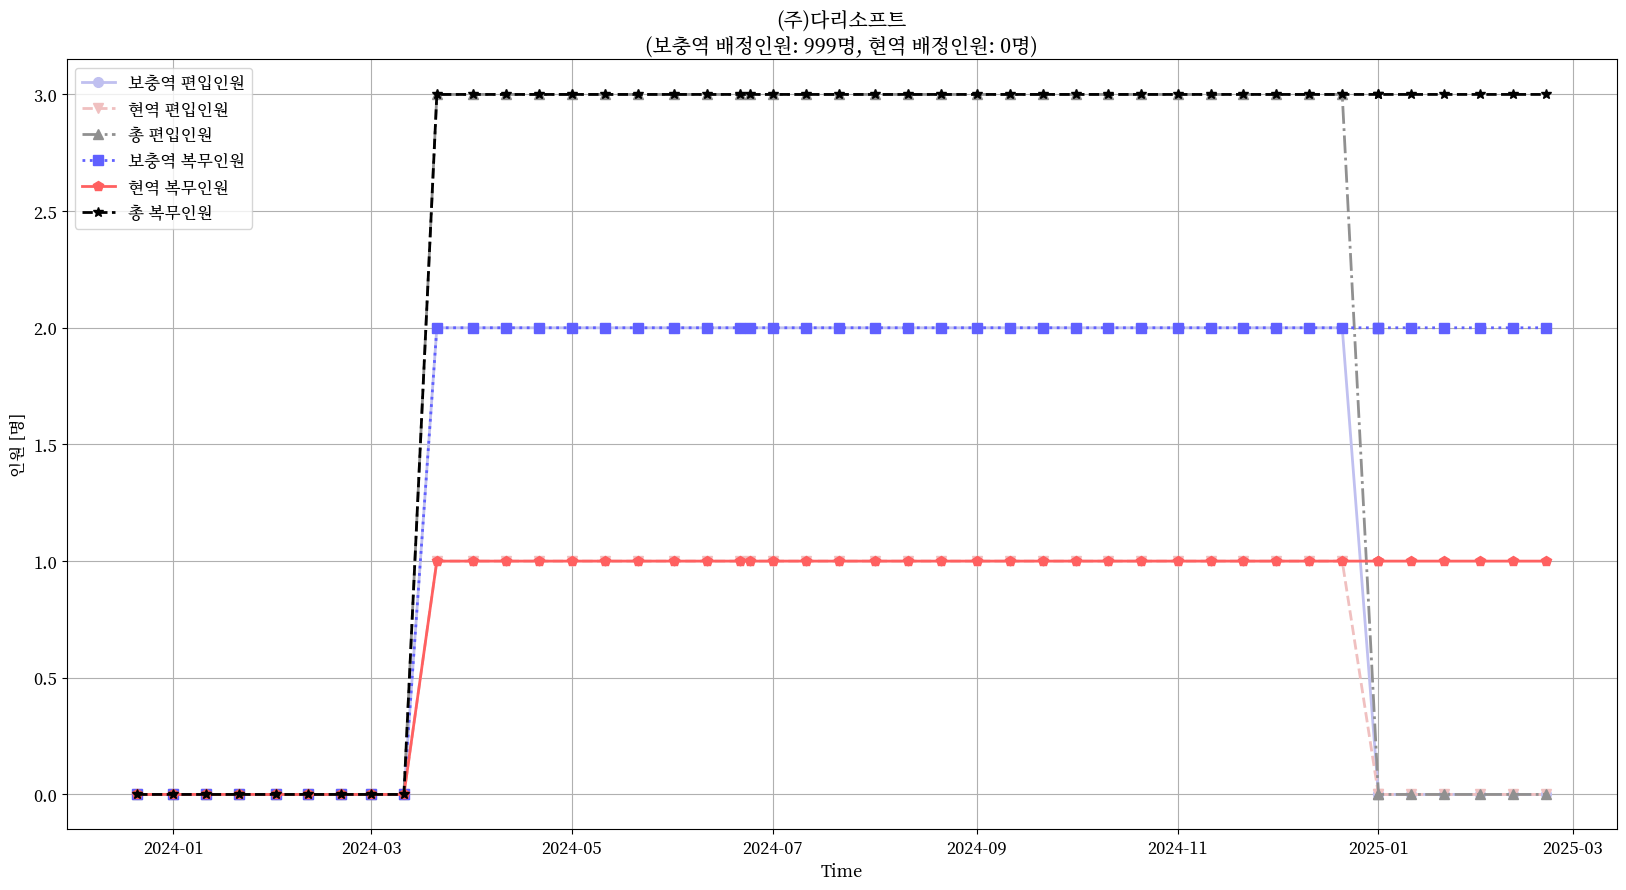 (주)다리소프트
(보충역 배정인원: 999명, 현역 배정인원: 0명)
보충역 편입인원
현역 편입인원
총 편입인원
보충역 복무인원
현역 복무인원
총 복무인원
3.0
2.5
2.0
1.5
1.0
0.5
0.0
인원 [명]
2024-01 2024-03 2024-05 2024-07 2024-09 2024-11 2025-01 2025-03
Time